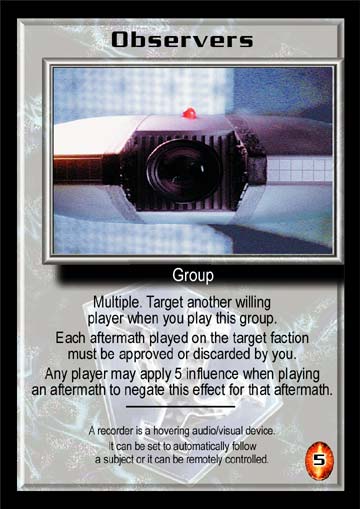 Observers
Group
Multiple. Target another willing
player when you play this group.
Each aftermath played on the target faction
must be approved or discarded by you.
Any player may apply 5 influence when playing
an aftermath to negate this effect for that aftermath.
A recorder is a hovering audio/visual device.
it can be set to automatically follow
a subject or it can be remotely controlled.
5